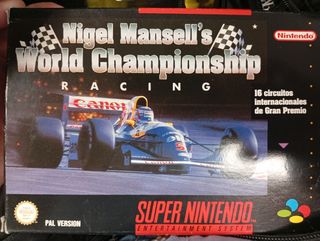 Nigel Mansell's
World Championship
RACING
Nintendo
16 circuitos
internacionales
de Gran Premio
Canon
PAL VERSION
SUPER NINTENDO
ENTERTAINMENT SYSTEM